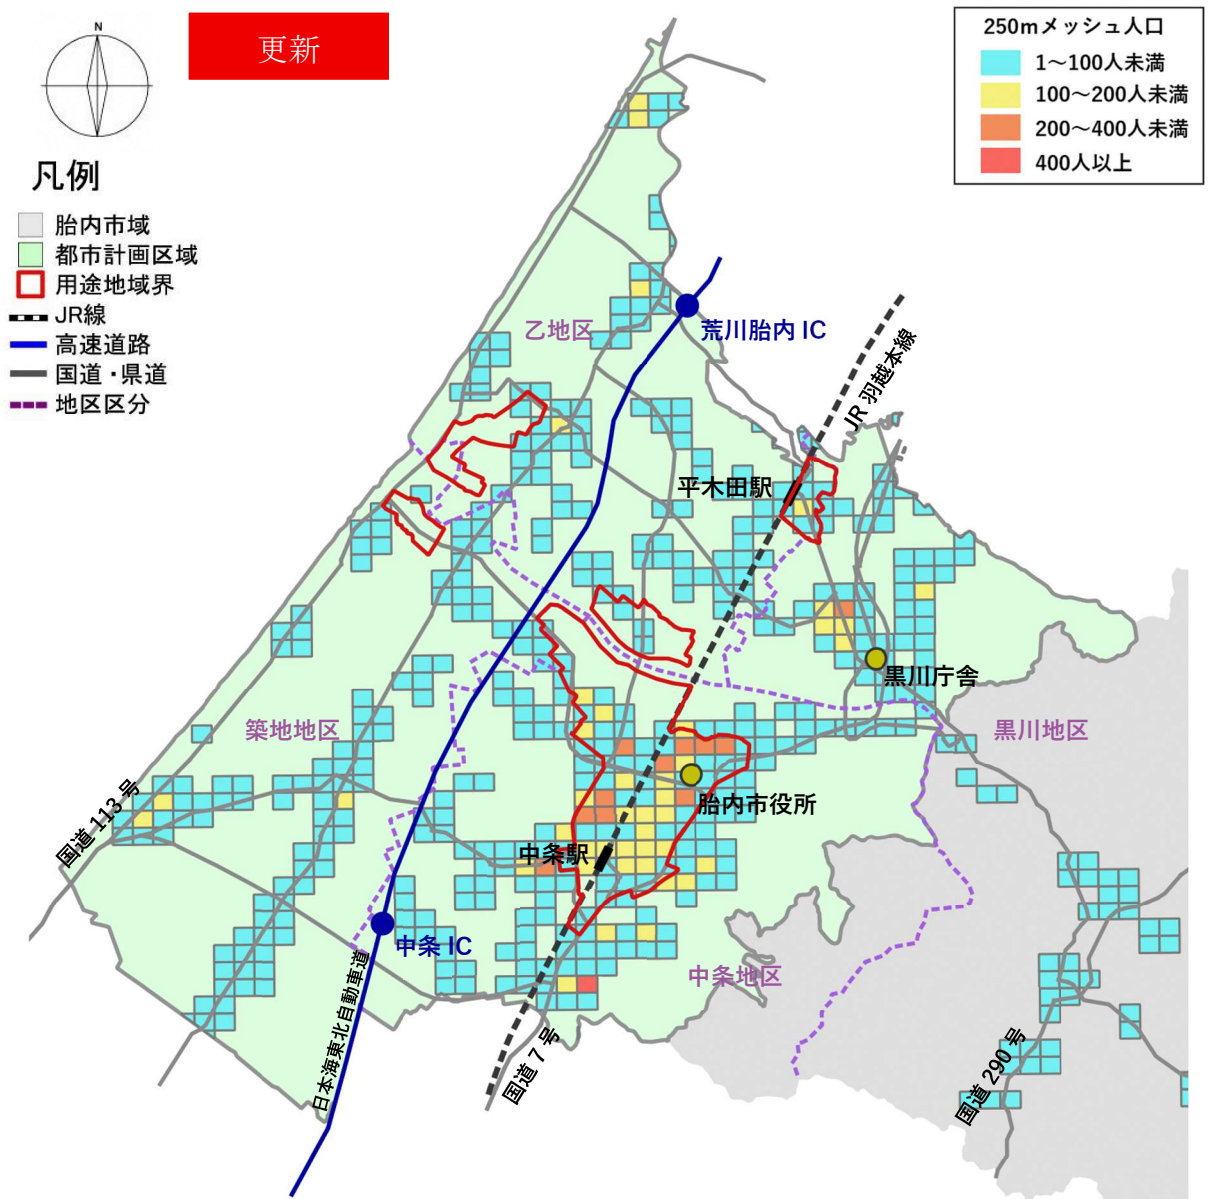 N
更新
250mメッシュ人口
1～100人未満
100～200人未満
200～400人未満
400人以上
凡例
胎内市域
都市計画区域
用途地域界
JR線
高速道路
国道・県道
地区区分
乙地区
荒川胎内 IC
JR 羽越本線
平木田駅
黒川庁舎
築地地区
黒川地区
国道 113 号
胎内市役所
中条駅
中条 IC
中条地区
日本海東北自動車道
国道 7 号
国道 290 号